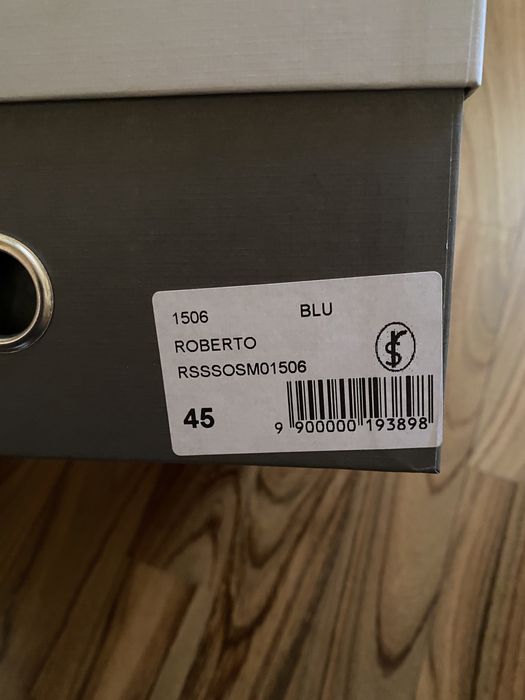 1506 BLU
ROBERTO
RSSSOSM01506
45
9 900000 193898